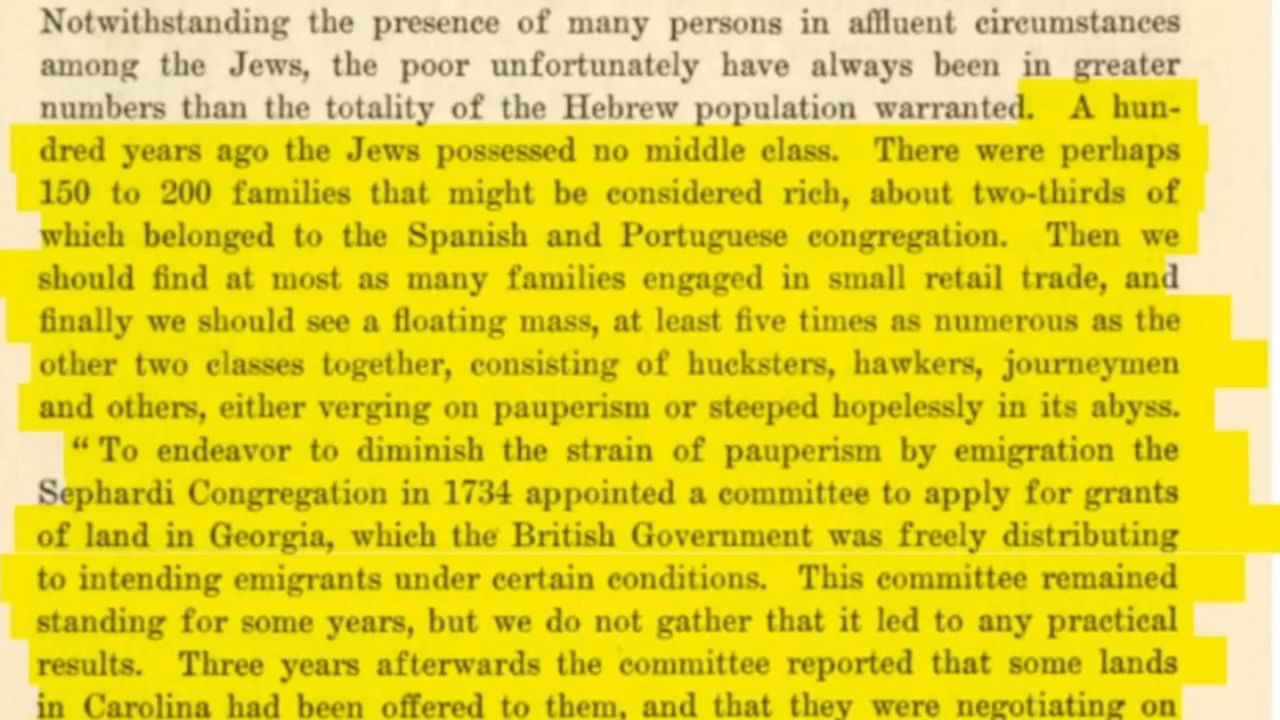 Notwithstanding the presence of many persons in affluent circumstances
among the Jews, the poor unfortunately have always been in greater
numbers than the totality of the Hebrew population warranted. A hun-
dred years ago the Jews possessed no middle class. There were perhaps
150 to 200 families that might be considered rich, about two-thirds of
which belonged to the Spanish and Portuguese congregation. Then we
should find at most as many families engaged in small retail trade, and
finally we should see a floating mass, at least five times as numerous as the
other two classes together, consisting of hucksters, hawkers, journeymen
and others, either verging on pauperism or steeped hopelessly in its abyss.
“ To endeavor to diminish the strain of pauperism by emigration the
Sephardi Congregation in 1734 appointed a committee to apply for grants
of land in Georgia, which the British Government was freely distributing
to intending emigrants under certain conditions. This committee remained
standing for some years, but we do not gather that it led to any practical
results. Three years afterwards the committee reported that some lands
in Carolina had been offered to them, and that they were negotiating on